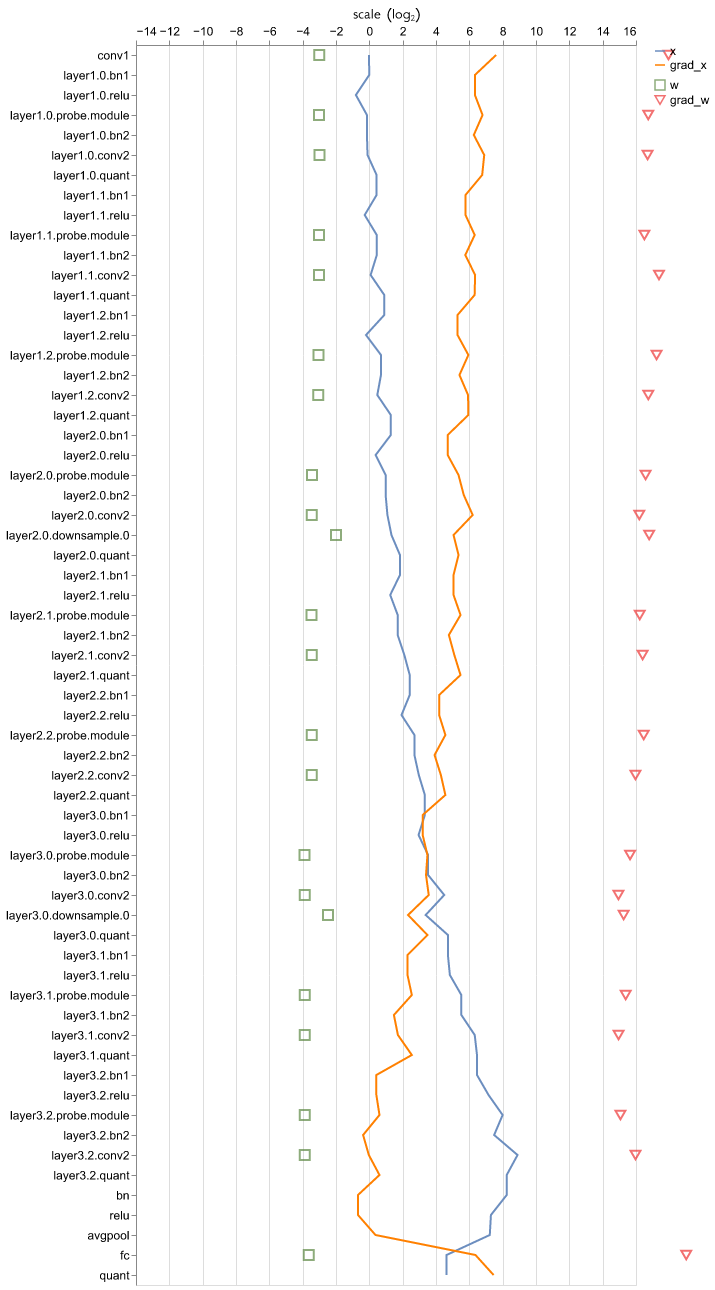 scale (log₂)
−14 −12 −10 −8 −6 −4 −2 0 2 4 6 8 10 12 14 16
x
grad_x
w
grad_w
conv1
layer1.0.bn1
layer1.0.relu
layer1.0.probe.module
layer1.0.bn2
layer1.0.conv2
layer1.0.quant
layer1.1.bn1
layer1.1.relu
layer1.1.probe.module
layer1.1.bn2
layer1.1.conv2
layer1.1.quant
layer1.2.bn1
layer1.2.relu
layer1.2.probe.module
layer1.2.bn2
layer1.2.conv2
layer1.2.quant
layer2.0.bn1
layer2.0.relu
layer2.0.probe.module
layer2.0.bn2
layer2.0.conv2
layer2.0.downsample.0
layer2.0.quant
layer2.1.bn1
layer2.1.relu
layer2.1.probe.module
layer2.1.bn2
layer2.1.conv2
layer2.1.quant
layer2.2.bn1
layer2.2.relu
layer2.2.probe.module
layer2.2.bn2
layer2.2.conv2
layer2.2.quant
layer3.0.bn1
layer3.0.relu
layer3.0.probe.module
layer3.0.bn2
layer3.0.conv2
layer3.0.downsample.0
layer3.0.quant
layer3.1.bn1
layer3.1.relu
layer3.1.probe.module
layer3.1.bn2
layer3.1.conv2
layer3.1.quant
layer3.2.bn1
layer3.2.relu
layer3.2.probe.module
layer3.2.bn2
layer3.2.conv2
layer3.2.quant
bn
relu
avgpool
fc
quant